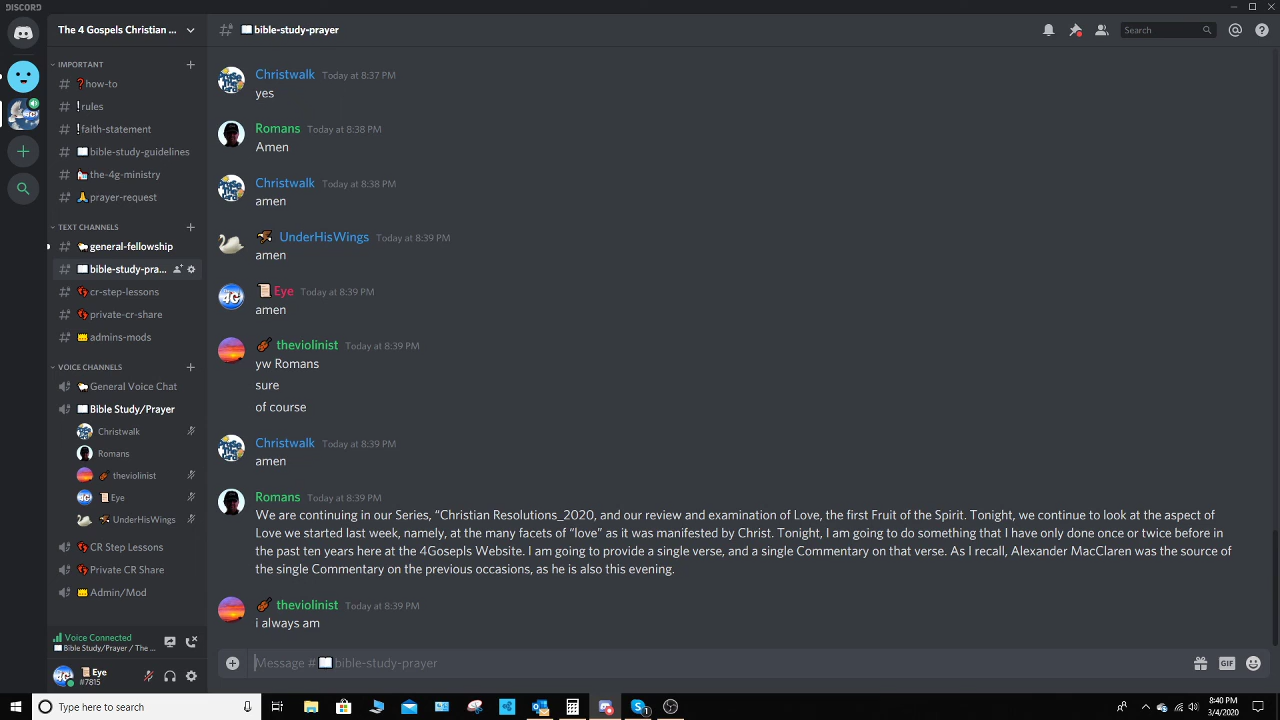 DISCORD
The 4 Gospels Christian ...
IMPORTANT
how-to
rules
faith-statement
bible-study-guidelines
the-4g-ministry
prayer-request
TEXT CHANNELS
general-fellowship
bible-study-pra...
cr-step-lessons
private-cr-share
admins-mods
VOICE CHANNELS
General Voice Chat
Bible Study/Prayer
Christwalk
Romans
theviolinist
Eye
UnderHisWings
CR Step Lessons
Private CR Share
Admin/Mod
Voice Connected
Bible Study/Prayer / The ...
Eye
#7815
bible-study-prayer
Search
Christwalk Today at 8:37 PM
yes
Romans Today at 8:38 PM
Amen
Christwalk Today at 8:38 PM
amen
UnderHisWings Today at 8:39 PM
amen
Eye Today at 8:39 PM
amen
theviolinist Today at 8:39 PM
yw Romans
sure
of course
Christwalk Today at 8:39 PM
amen
Romans Today at 8:39 PM
We are continuing in our Series, “Christian Resolutions_2020, and our review and examination of Love, the first Fruit of the Spirit. Tonight, we continue to look at the aspect of
Love we started last week, namely, at the many facets of “love” as it was manifested by Christ. Tonight, I am going to do something that I have only done once or twice before in
the past ten years here at the 4Gosepls Website. I am going to provide a single verse, and a single Commentary on that verse. As I recall, Alexander MacClaren was the source of
the single Commentary on the previous occasions, as he is also this evening.
theviolinist Today at 8:39 PM
i always am
Message # bible-study-prayer
GIF
Type here to search
8:40 PM
3/4/2020